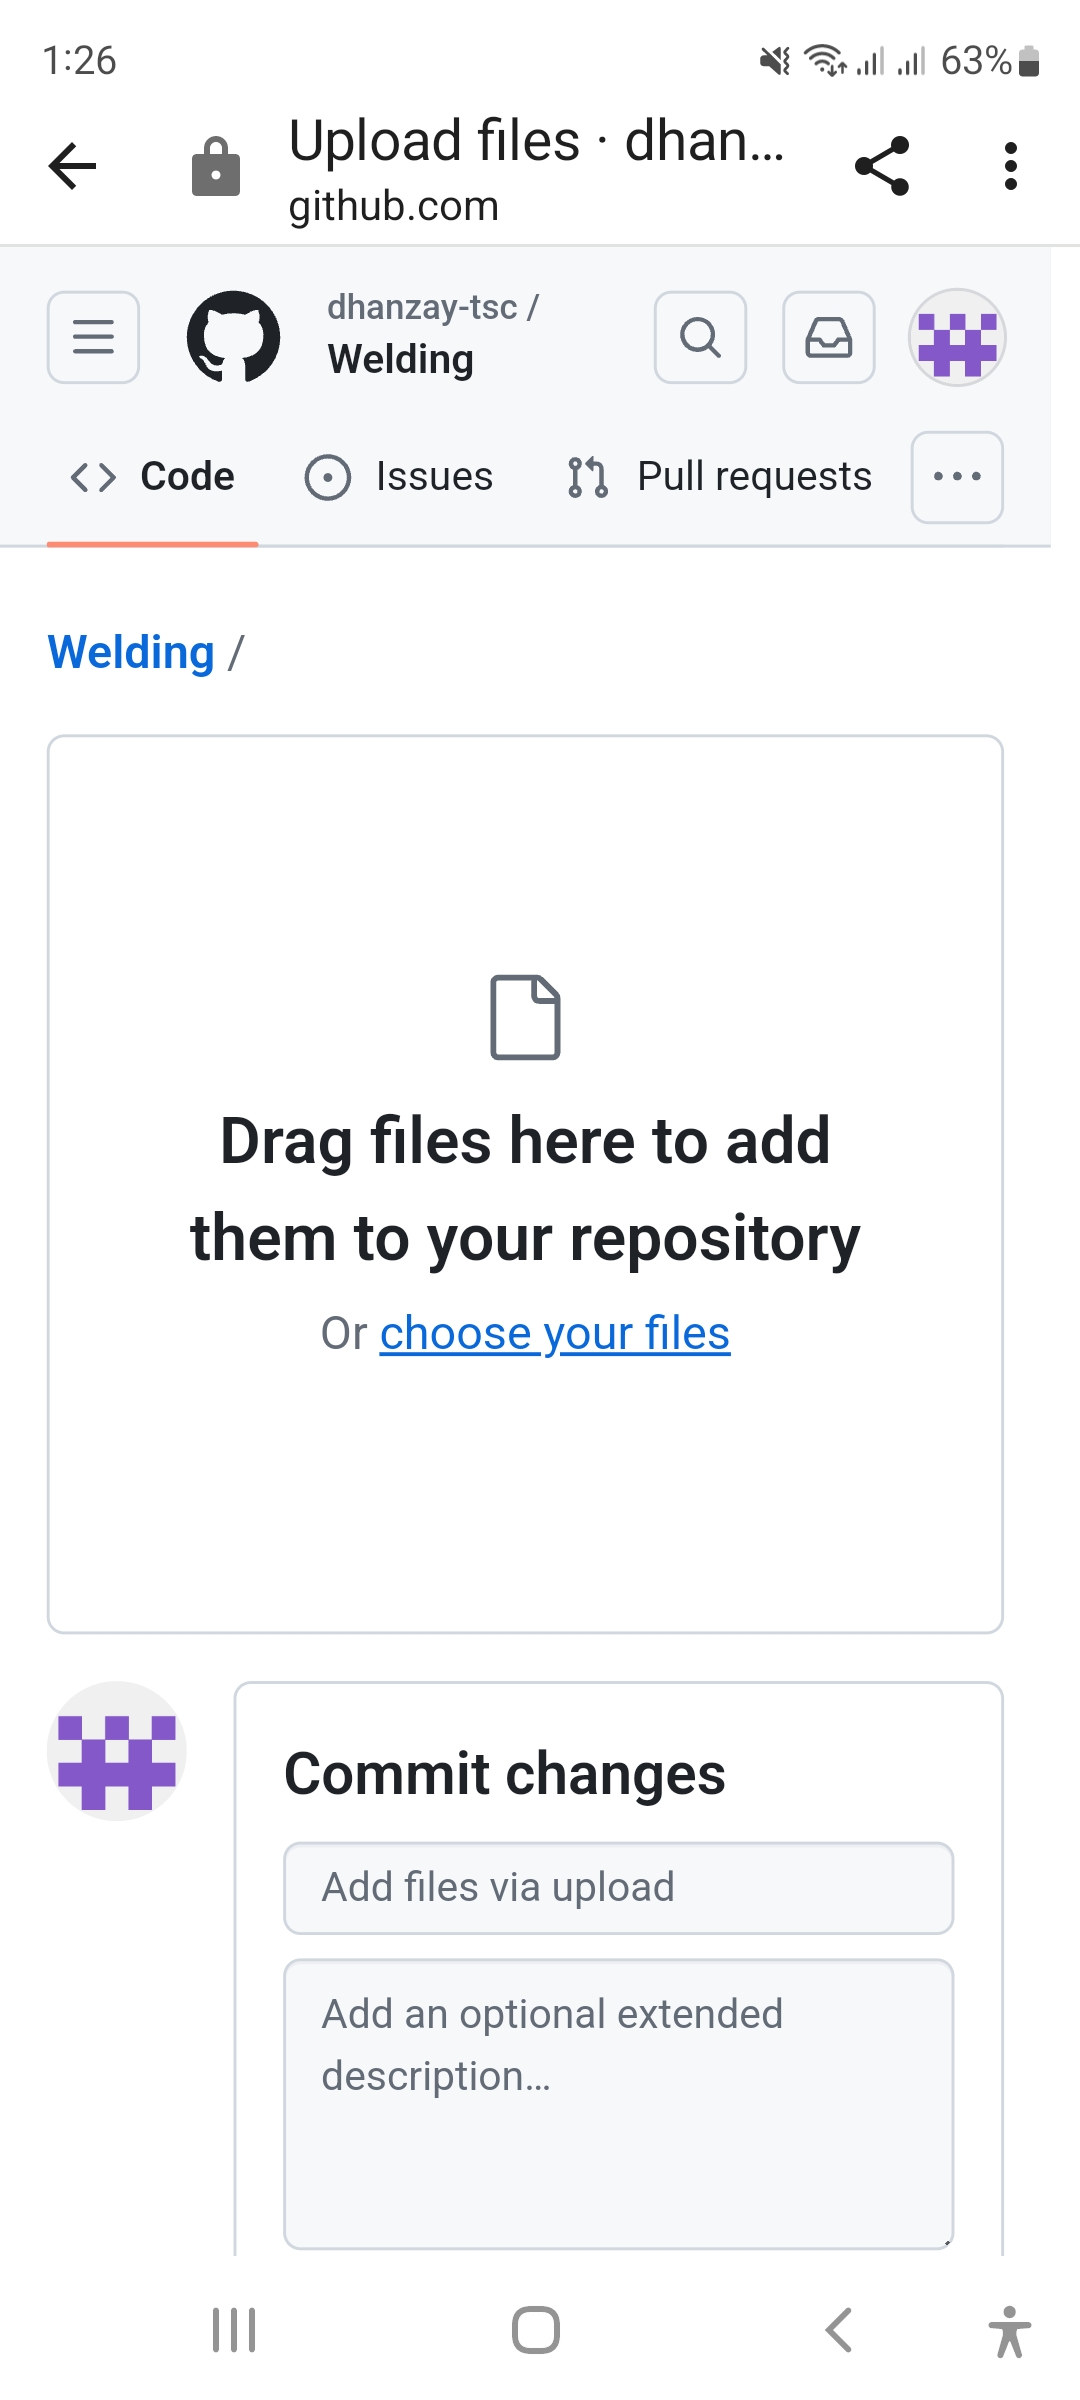 1:26
63%
Upload files · dhan...
github.com
dhanzay-tsc /
Welding
Code
Issues
Pull requests
Welding /
Drag files here to add
them to your repository
Or choose your files
Commit changes
Add files via upload
Add an optional extended
description...